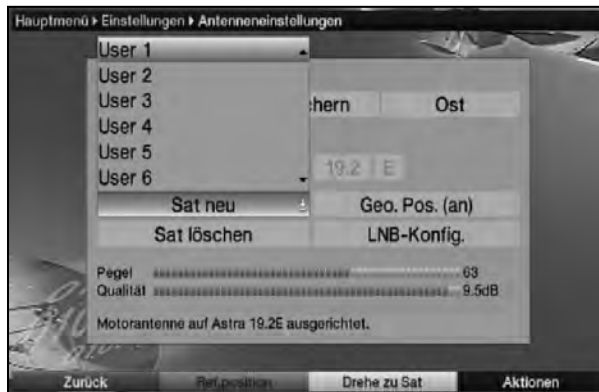 Hauptmenü ▸ Einstellungen ▸ Antenneneinstellungen
User 1
User 2
User 3
User 4
User 5
User 6
chern
Ost
19.2 E
Sat neu
Geo. Pos. (an)
Sat löschen
LNB-Konfig.
Pegel 63
Qualität 9.5dB
Motorantenne auf Astra 19.2E ausgerichtet.
Zurück Ref.position Drehe zu Sat Aktionen